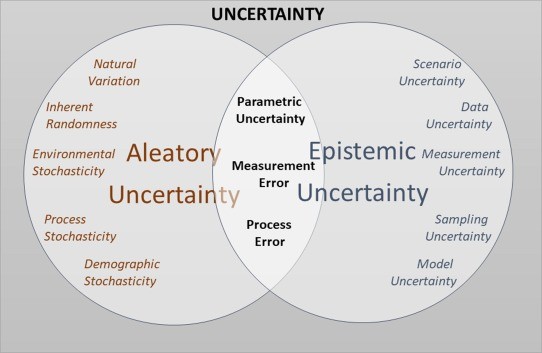 UNCERTAINTY
Natural
Variation
Inherent
Randomness
Environmental
Stochasticity
Process
Stochasticity
Demographic
Stochasticity
Aleatory
Uncertainty
Parametric
Uncertainty
Measurement
Error
Process
Error
Epistemic
Uncertainty
Scenario
Uncertainty
Data
Uncertainty
Measurement
Uncertainty
Sampling
Uncertainty
Model
Uncertainty